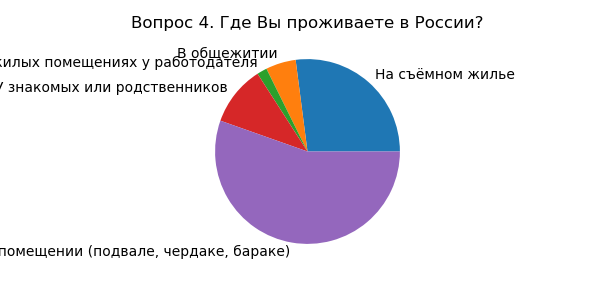 Вопрос 4. Где Вы проживаете в России?
В общежитии
жилых помещениях у работодателя
На съёмном жилье
У знакомых или родственников
помещении (подвале, чердаке, бараке)